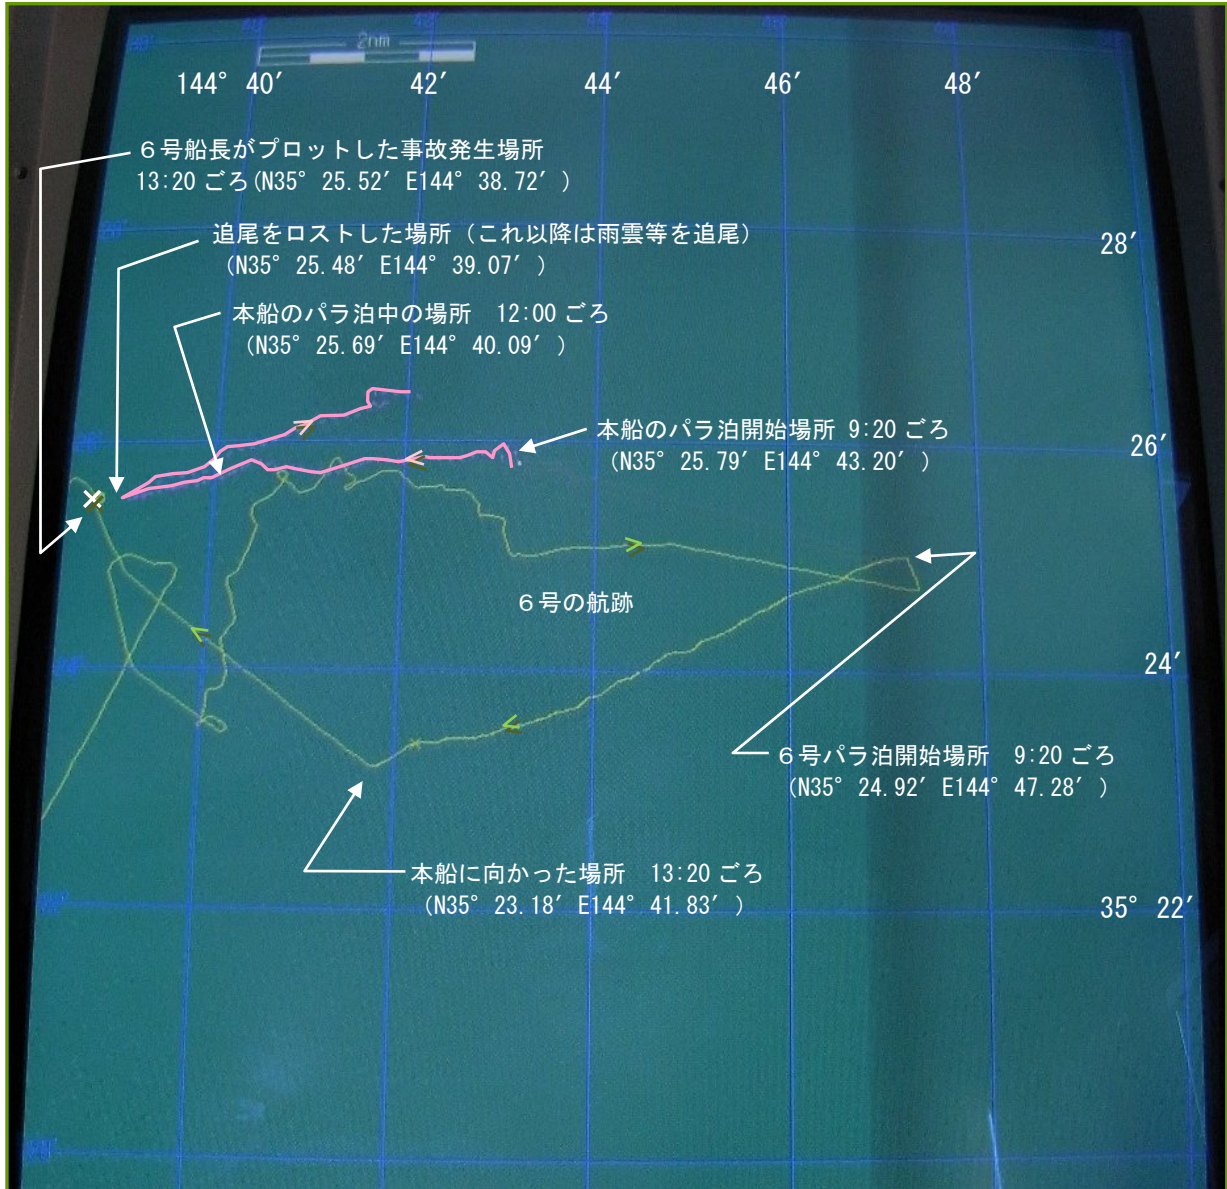 2nm
144° 40′ 42′ 44′ 46′ 48′
6号船長がプロットした事故発生場所
13:20 ごろ(N35° 25.52′ E144° 38.72′ )
追尾をロストした場所（これ以降は雨雲等を追尾）
(N35° 25.48′ E144° 39.07′ )
28′
本船のパラ泊中の場所　12:00 ごろ
(N35° 25.69′ E144° 40.09′ )
本船のパラ泊開始場所 9:20 ごろ
(N35° 25.79′ E144° 43.20′ )
26′
６号の航跡
24′
６号パラ泊開始場所　9:20 ごろ
(N35° 24.92′ E144° 47.28′ )
本船に向かった場所　13:20 ごろ
(N35° 23.18′ E144° 41.83′ )
35° 22′